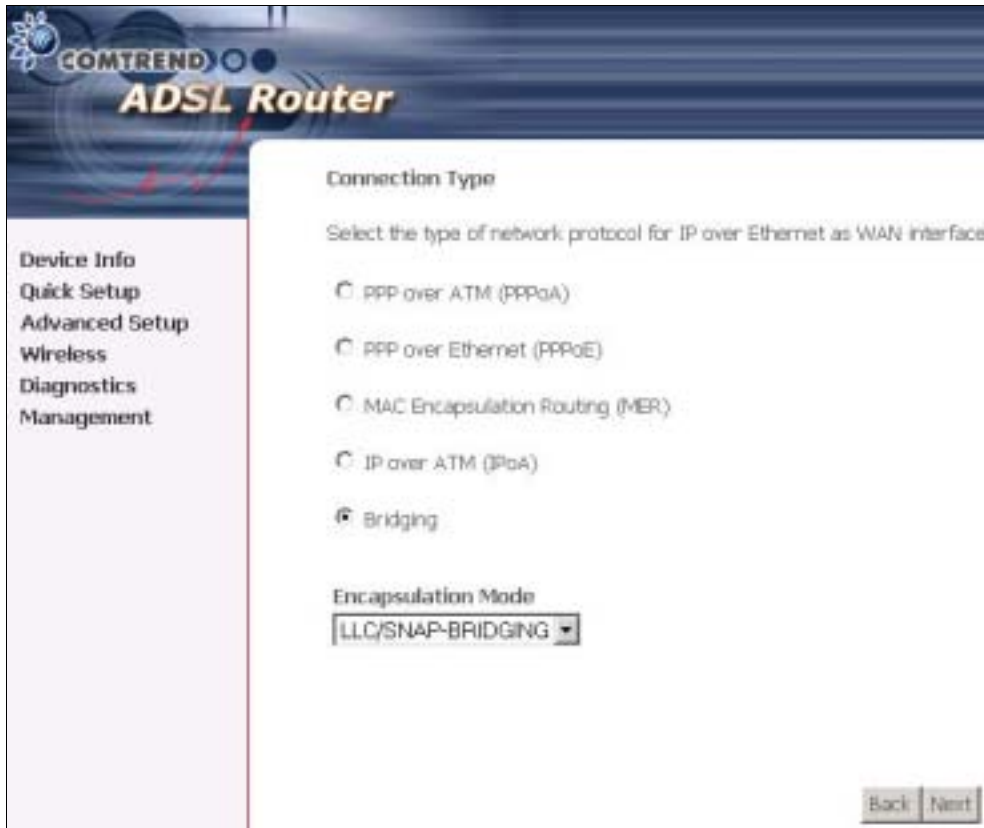 COMTREND
ADSL Router
Device Info
Quick Setup
Advanced Setup
Wireless
Diagnostics
Management
Connection Type
Select the type of network protocol for IP over Ethernet as WAN interface
PPP over ATM (PPPoA)
PPP over Ethernet (PPPoE)
MAC Encapsulation Routing (MER)
IP over ATM (IPoA)
Bridging
Encapsulation Mode
LLC/SNAP-BRIDGING
Back Next